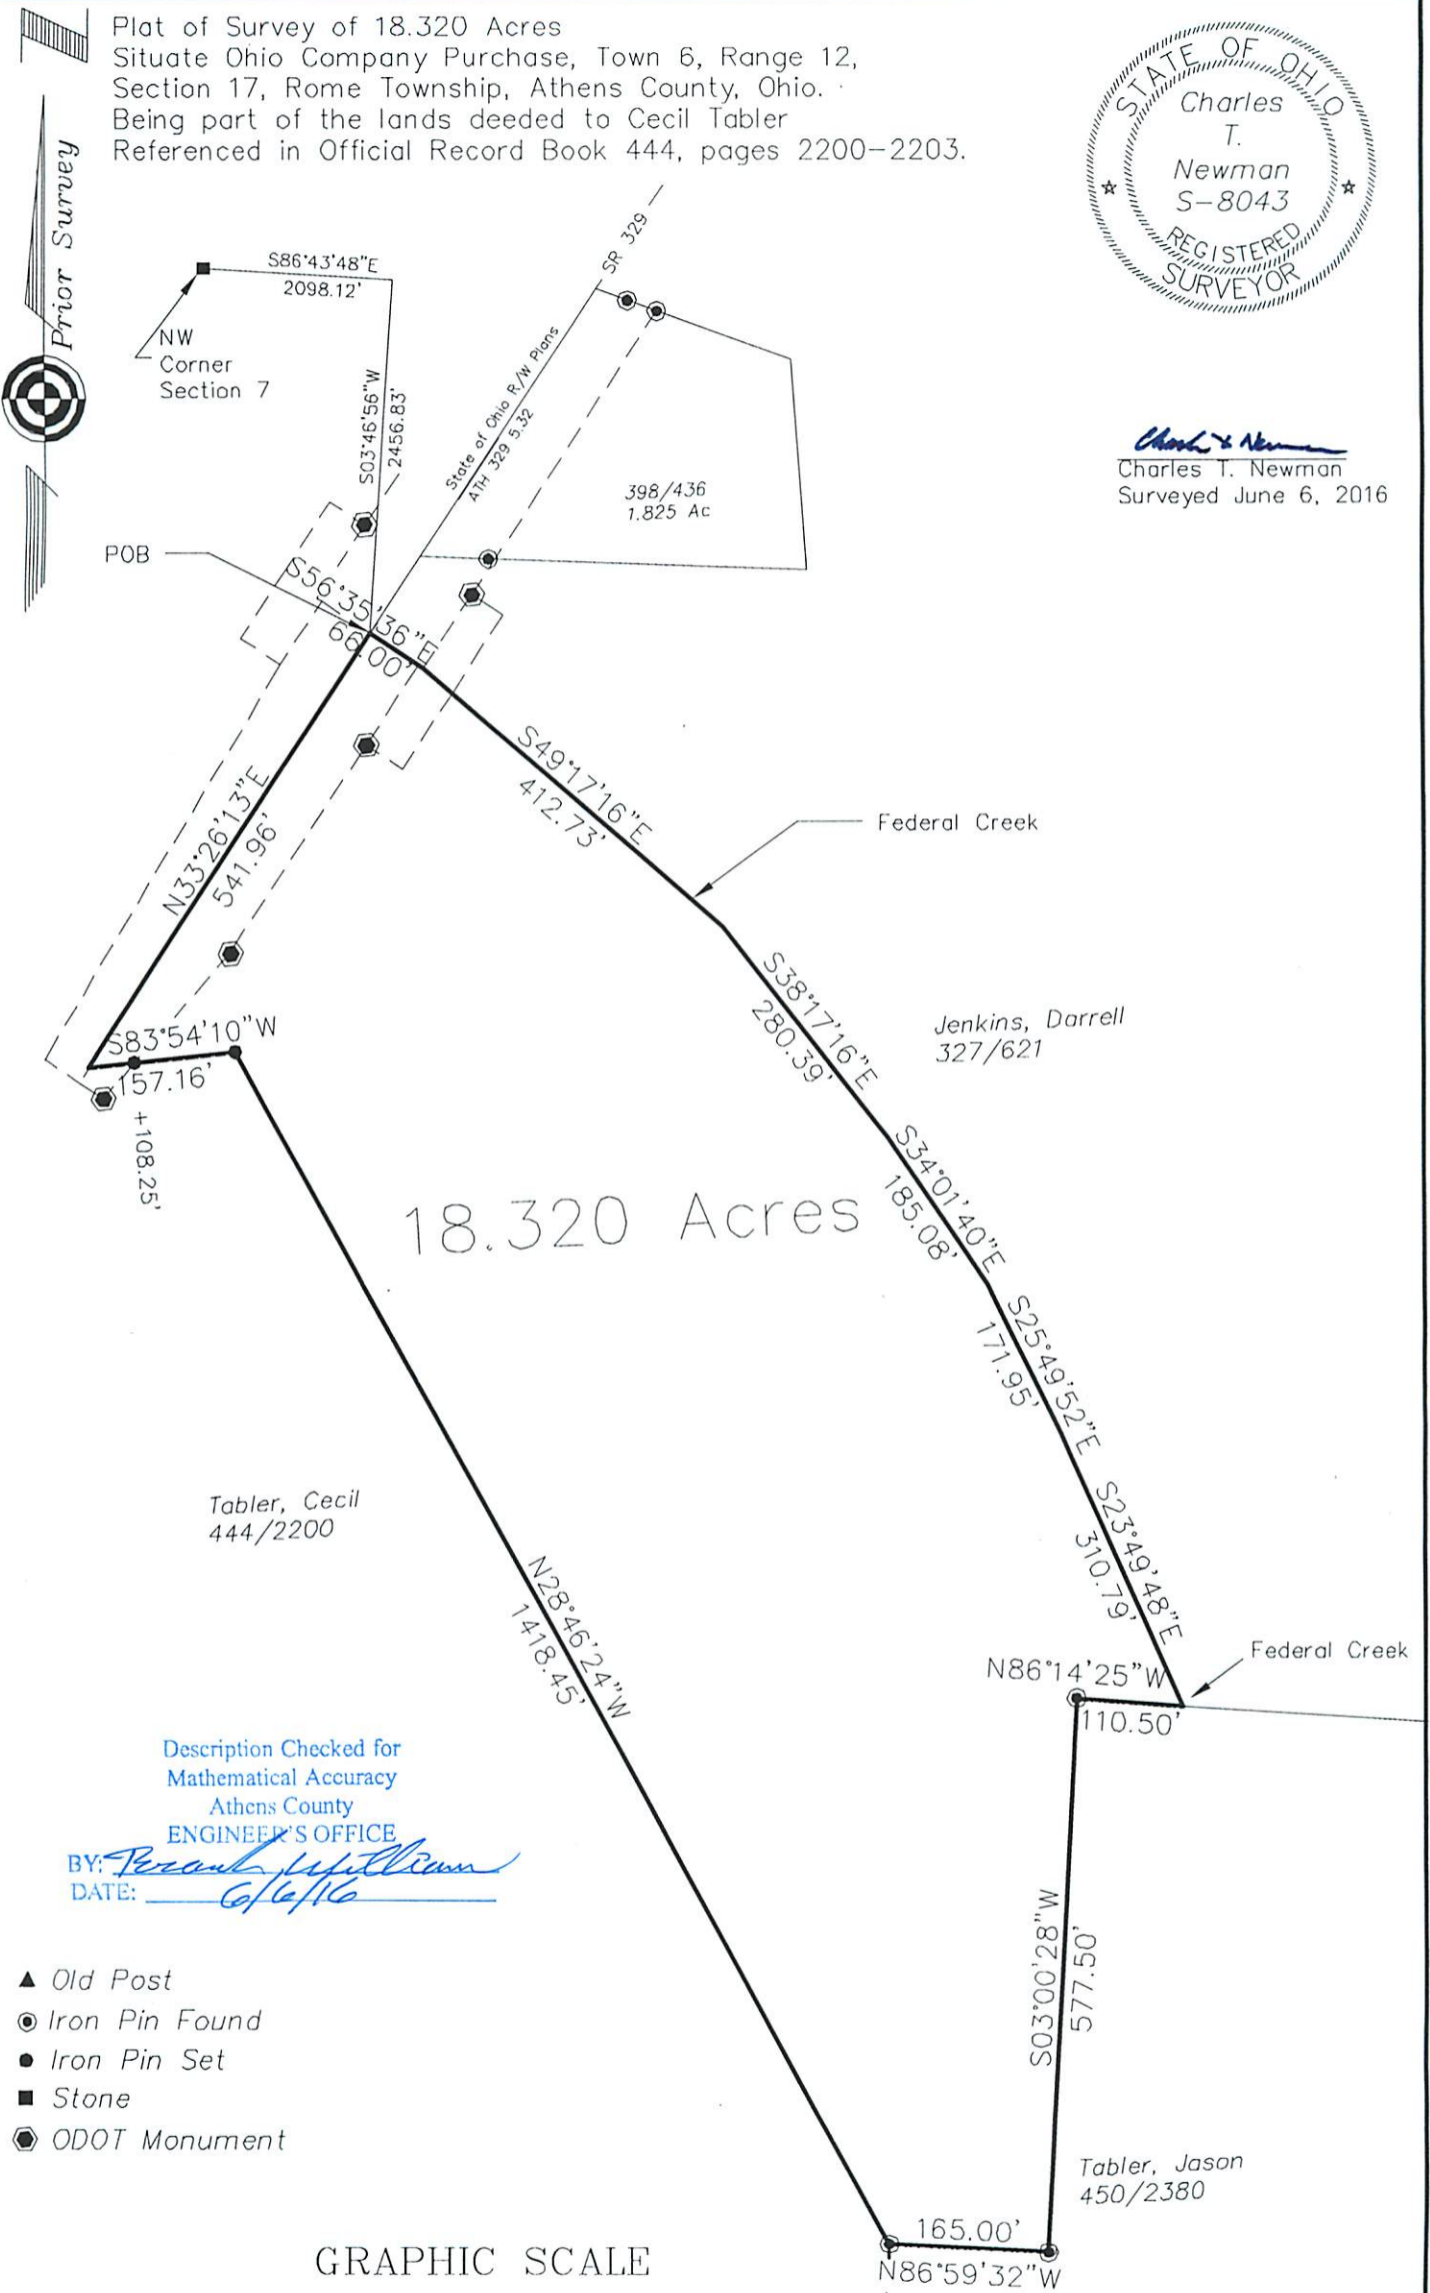 Plat of Survey of 18.320 Acres
Situate Ohio Company Purchase, Town 6, Range 12,
Section 17, Rome Township, Athens County, Ohio.
Being part of the lands deeded to Cecil Tabler
Referenced in Official Record Book 444, pages 2200-2203.
STATE OF OHIO
Charles
T.
Newman
S-8043
REGISTERED
SURVEYOR
Charles T. Newman
Surveyed June 6, 2016
Prior Survey
S86°43'48"E
2098.12'
NW
Corner
Section 7
S03°46'56"W
2456.83'
SR 329
State of Ohio R/W Plans
ATH 329 5.32
398/436
1.825 Ac
POB
S56°35'36"E
66.00'
S49°17'16"E
412.73'
Federal Creek
N33°26'13"E
541.96'
S38°17'16"E
280.39'
Jenkins, Darrell
327/621
S83°54'10"W
157.16'
+108.25'
S34°01'40"E
185.08'
18.320 Acres
S25°49'52"E
171.95'
Tabler, Cecil
444/2200
S23°49'48"E
310.79'
N28°46'24"W
1418.45'
Federal Creek
N86°14'25"W
110.50'
Description Checked for
Mathematical Accuracy
Athens County
ENGINEER'S OFFICE
BY:
DATE: 6/6/16
S03°00'28"W
577.50'
Old Post
Iron Pin Found
Iron Pin Set
Stone
ODOT Monument
Tabler, Jason
450/2380
165.00'
N86°59'32"W
GRAPHIC SCALE